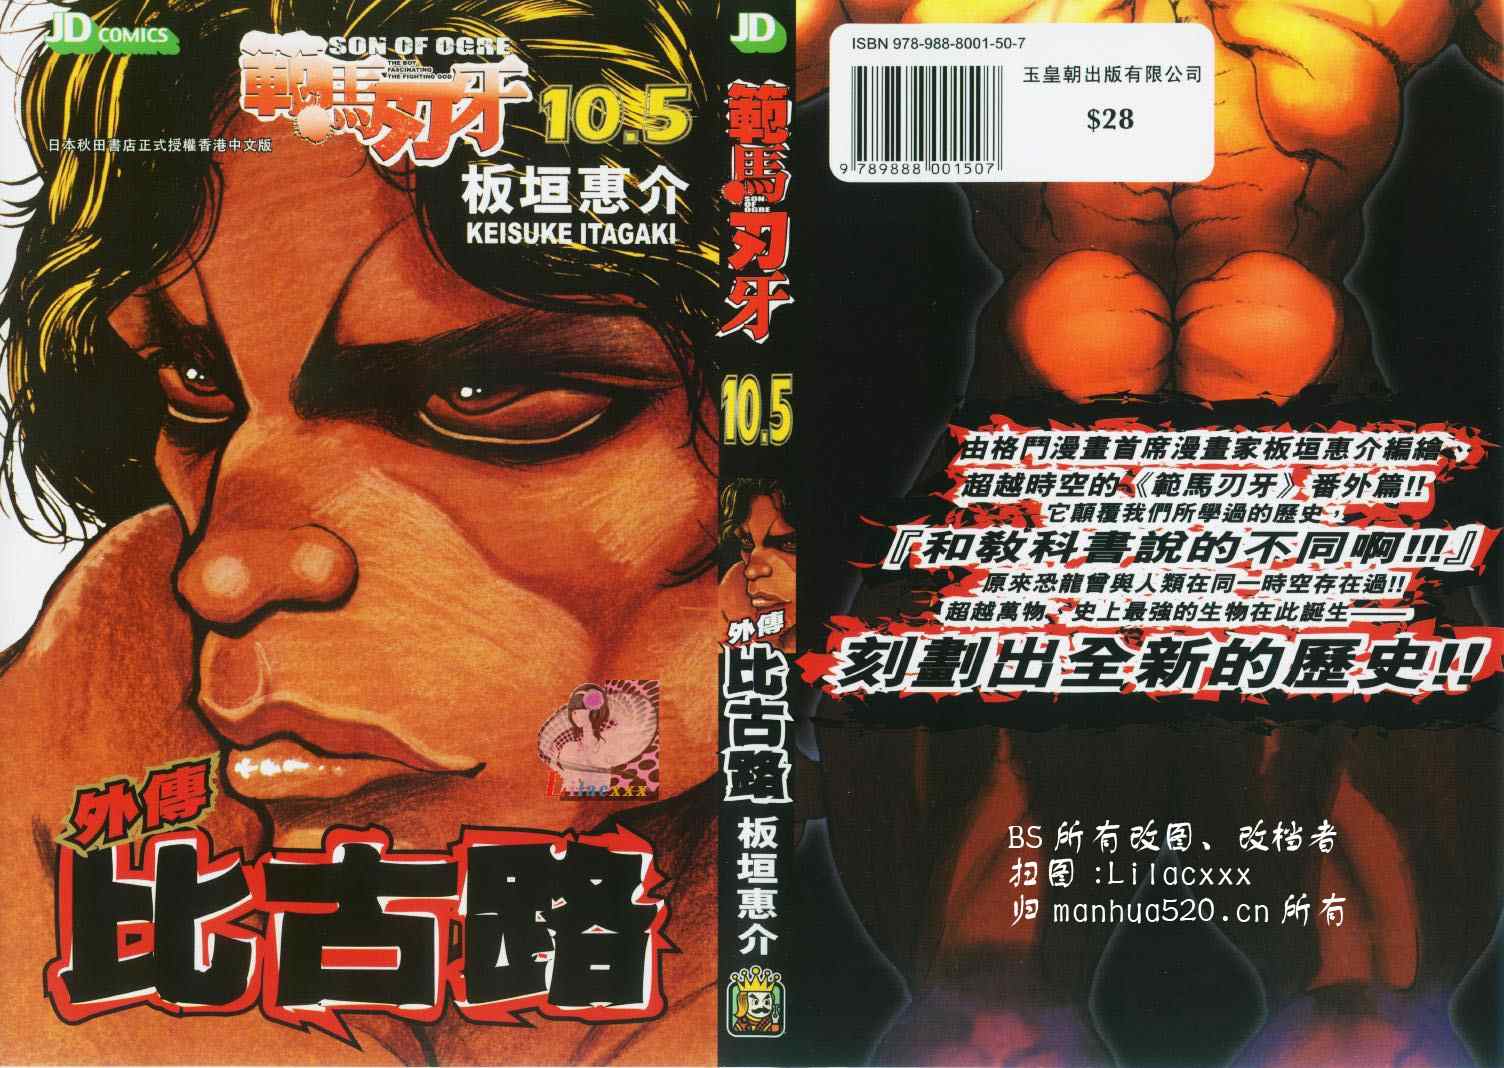 JD COMICS
SON OF OGRE
THE BOY
FASCINATING
THE FIGHTING GOD
範馬刃牙 10.5
日本秋田書店正式授權香港中文版
板垣惠介
KEISUKE ITAGAKI
Lilacxxx
外傳
比古路
JD
範馬刃牙
SON
OF
OGRE
10.5
外傳
比古路
板垣惠介
ISBN 978-988-8001-50-7
玉皇朝出版有限公司
$28
9 789888 001507
由格鬥漫畫首席漫畫家板垣惠介編繪、
超越時空的《範馬刃牙》番外篇!!
它顛覆我們所學過的歷史，
『和教科書說的不同啊!!!』
原來恐龍曾與人類在同一時空存在過!!
超越萬物、史上最強的生物在此誕生——
刻劃出全新的歷史!!
BS所有改图、改档者
扫图:Lilacxxx
归manhua520.cn所有